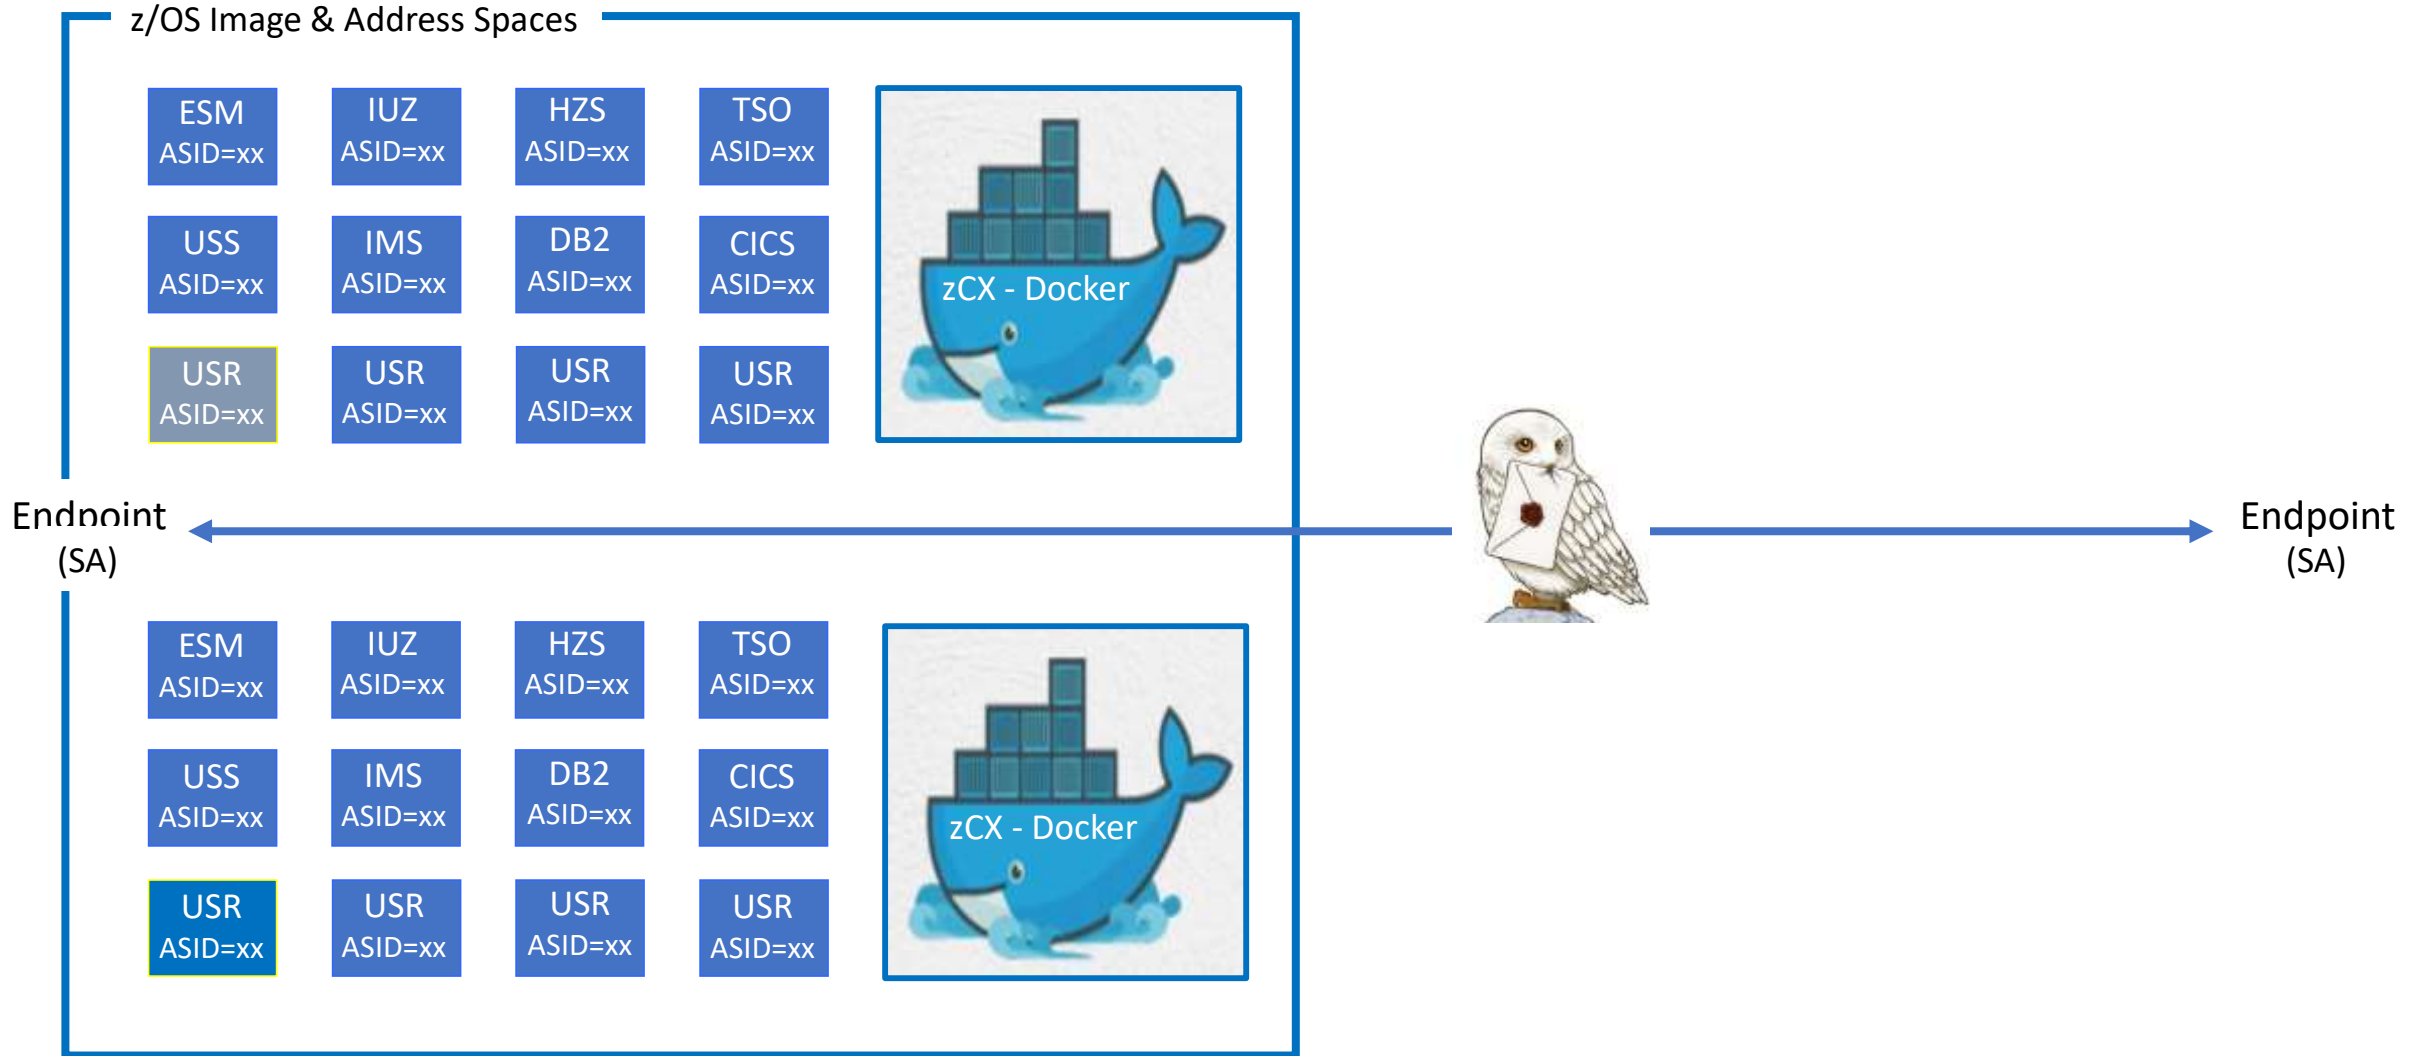 z/OS Image & Address Spaces
ESM
ASID=xx
IUZ
ASID=xx
HZS
ASID=xx
TSO
ASID=xx
USS
ASID=xx
IMS
ASID=xx
DB2
ASID=xx
CICS
ASID=xx
zCX - Docker
USR
ASID=xx
USR
ASID=xx
USR
ASID=xx
USR
ASID=xx
Endpoint
(SA)
Endpoint
(SA)
ESM
ASID=xx
IUZ
ASID=xx
HZS
ASID=xx
TSO
ASID=xx
USS
ASID=xx
IMS
ASID=xx
DB2
ASID=xx
CICS
ASID=xx
zCX - Docker
USR
ASID=xx
USR
ASID=xx
USR
ASID=xx
USR
ASID=xx